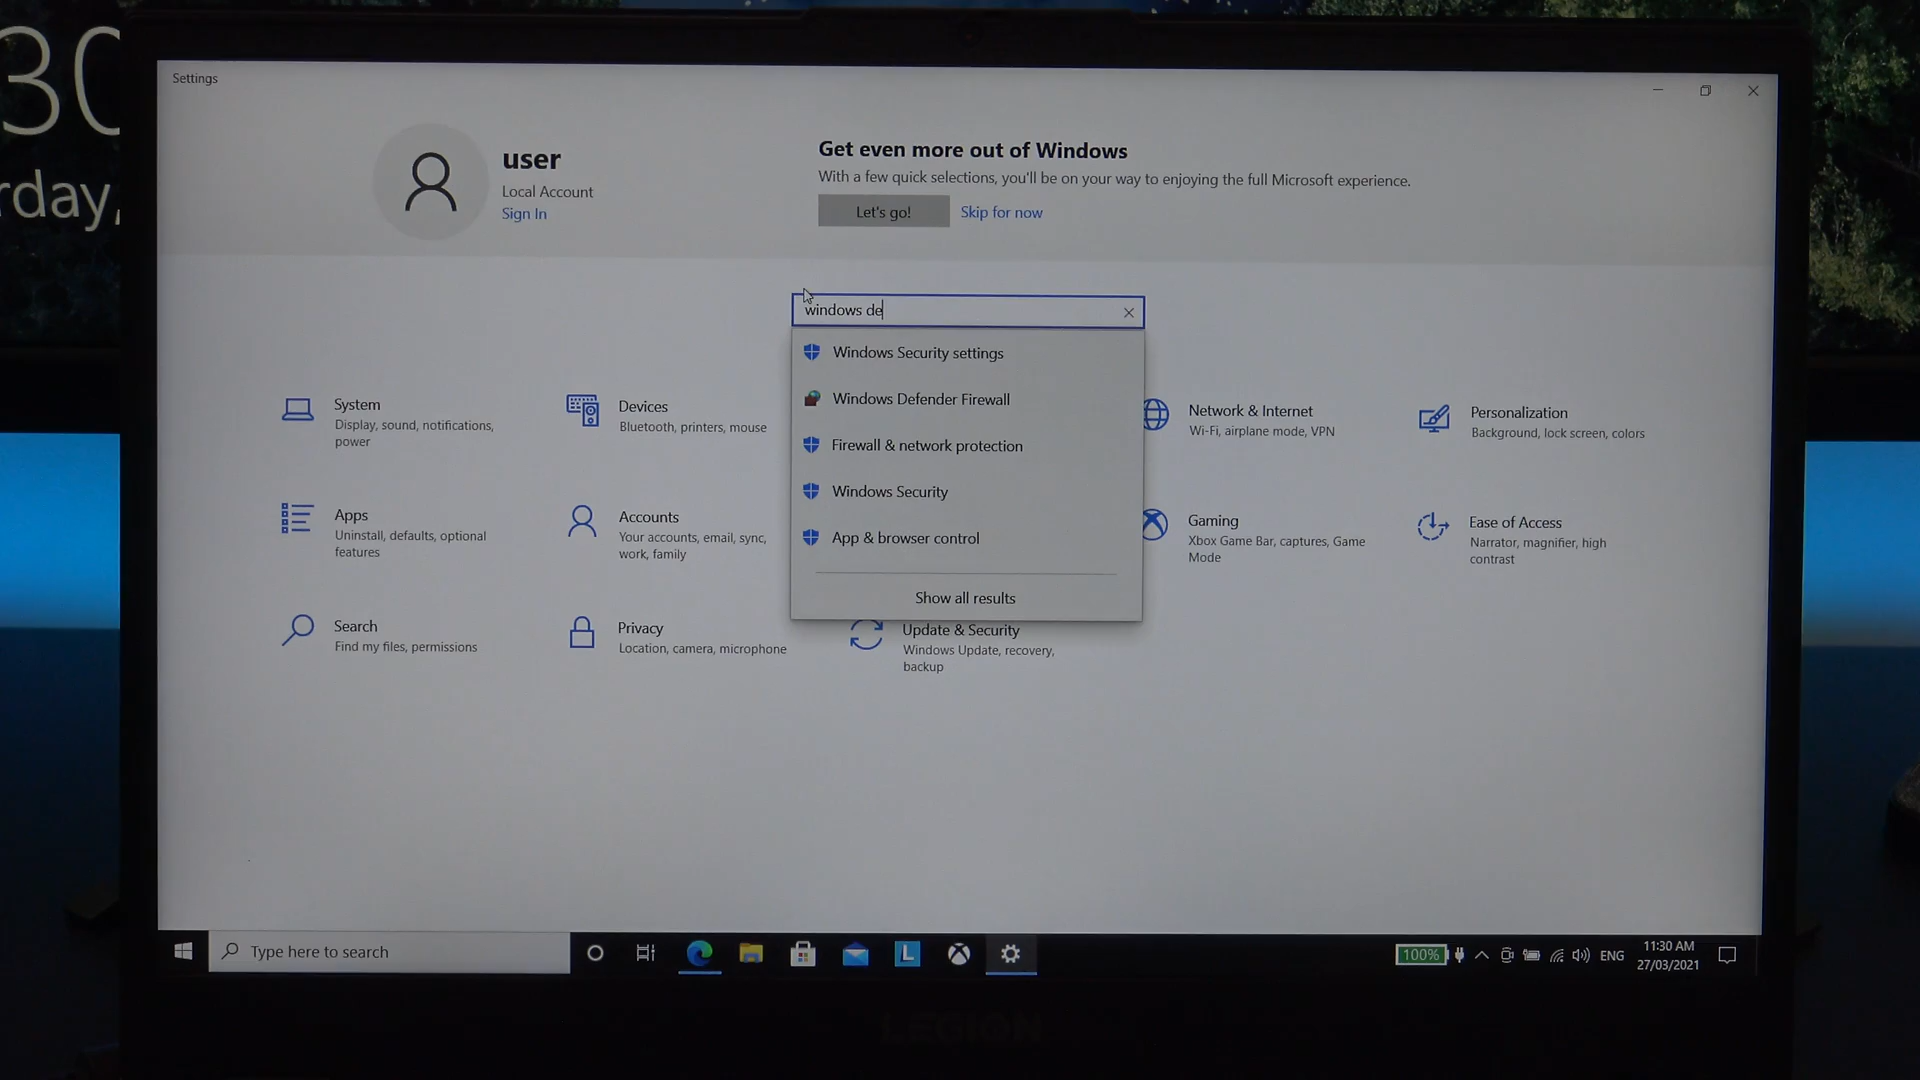 30
rday,
Settings
user
Local Account
Sign In
Get even more out of Windows
With a few quick selections, you'll be on your way to enjoying the full Microsoft experience.
Let's go!
Skip for now
windows de
Windows Security settings
Windows Defender Firewall
Firewall & network protection
Windows Security
App & browser control
Show all results
System
Display, sound, notifications,
power
Devices
Bluetooth, printers, mouse
Network & Internet
Wi-Fi, airplane mode, VPN
Personalization
Background, lock screen, colors
Apps
Uninstall, defaults, optional
features
Accounts
Your accounts, email, sync,
work, family
Gaming
Xbox Game Bar, captures, Game
Mode
Ease of Access
Narrator, magnifier, high
contrast
Search
Find my files, permissions
Privacy
Location, camera, microphone
Update & Security
Windows Update, recovery,
backup
Type here to search
L
100%
ENG
11:30 AM
27/03/2021
LEGION